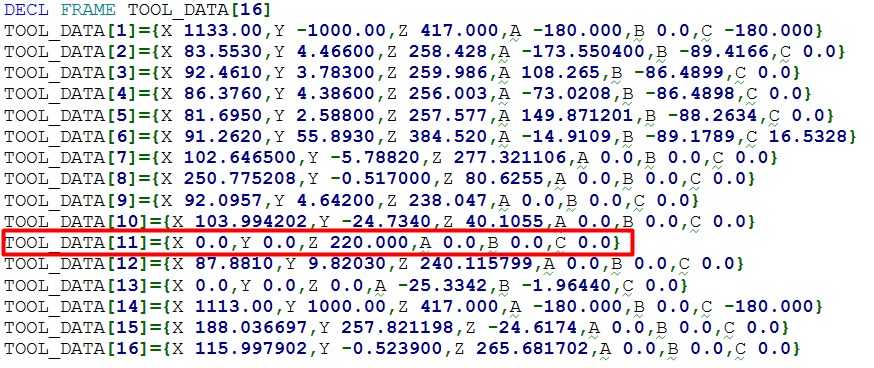 DECL FRAME TOOL_DATA[16]
TOOL_DATA[1]={X 1133.00,Y -1000.00,Z 417.000,A -180.000,B 0.0,C -180.000}
TOOL_DATA[2]={X 83.5530,Y 4.46600,Z 258.428,A -173.550400,B -89.4166,C 0.0}
TOOL_DATA[3]={X 92.4610,Y 3.78300,Z 259.986,A 108.265,B -86.4899,C 0.0}
TOOL_DATA[4]={X 86.3760,Y 4.38600,Z 256.003,A -73.0208,B -86.4898,C 0.0}
TOOL_DATA[5]={X 81.6950,Y 2.58800,Z 257.577,A 149.871201,B -88.2634,C 0.0}
TOOL_DATA[6]={X 91.2620,Y 55.8930,Z 384.520,A -14.9109,B -89.1789,C 16.5328}
TOOL_DATA[7]={X 102.646500,Y -5.78820,Z 277.321106,A 0.0,B 0.0,C 0.0}
TOOL_DATA[8]={X 250.775208,Y -0.517000,Z 80.6255,A 0.0,B 0.0,C 0.0}
TOOL_DATA[9]={X 92.0957,Y 4.64200,Z 238.047,A 0.0,B 0.0,C 0.0}
TOOL_DATA[10]={X 103.994202,Y -24.7340,Z 40.1055,A 0.0,B 0.0,C 0.0}
TOOL_DATA[11]={X 0.0,Y 0.0,Z 220.000,A 0.0,B 0.0,C 0.0}
TOOL_DATA[12]={X 87.8810,Y 9.82030,Z 240.115799,A 0.0,B 0.0,C 0.0}
TOOL_DATA[13]={X 0.0,Y 0.0,Z 0.0,A -25.3342,B -1.96440,C 0.0}
TOOL_DATA[14]={X 1113.00,Y 1000.00,Z 417.000,A -180.000,B 0.0,C -180.000}
TOOL_DATA[15]={X 188.036697,Y 257.821198,Z -24.6174,A 0.0,B 0.0,C 0.0}
TOOL_DATA[16]={X 115.997902,Y -0.523900,Z 265.681702,A 0.0,B 0.0,C 0.0}